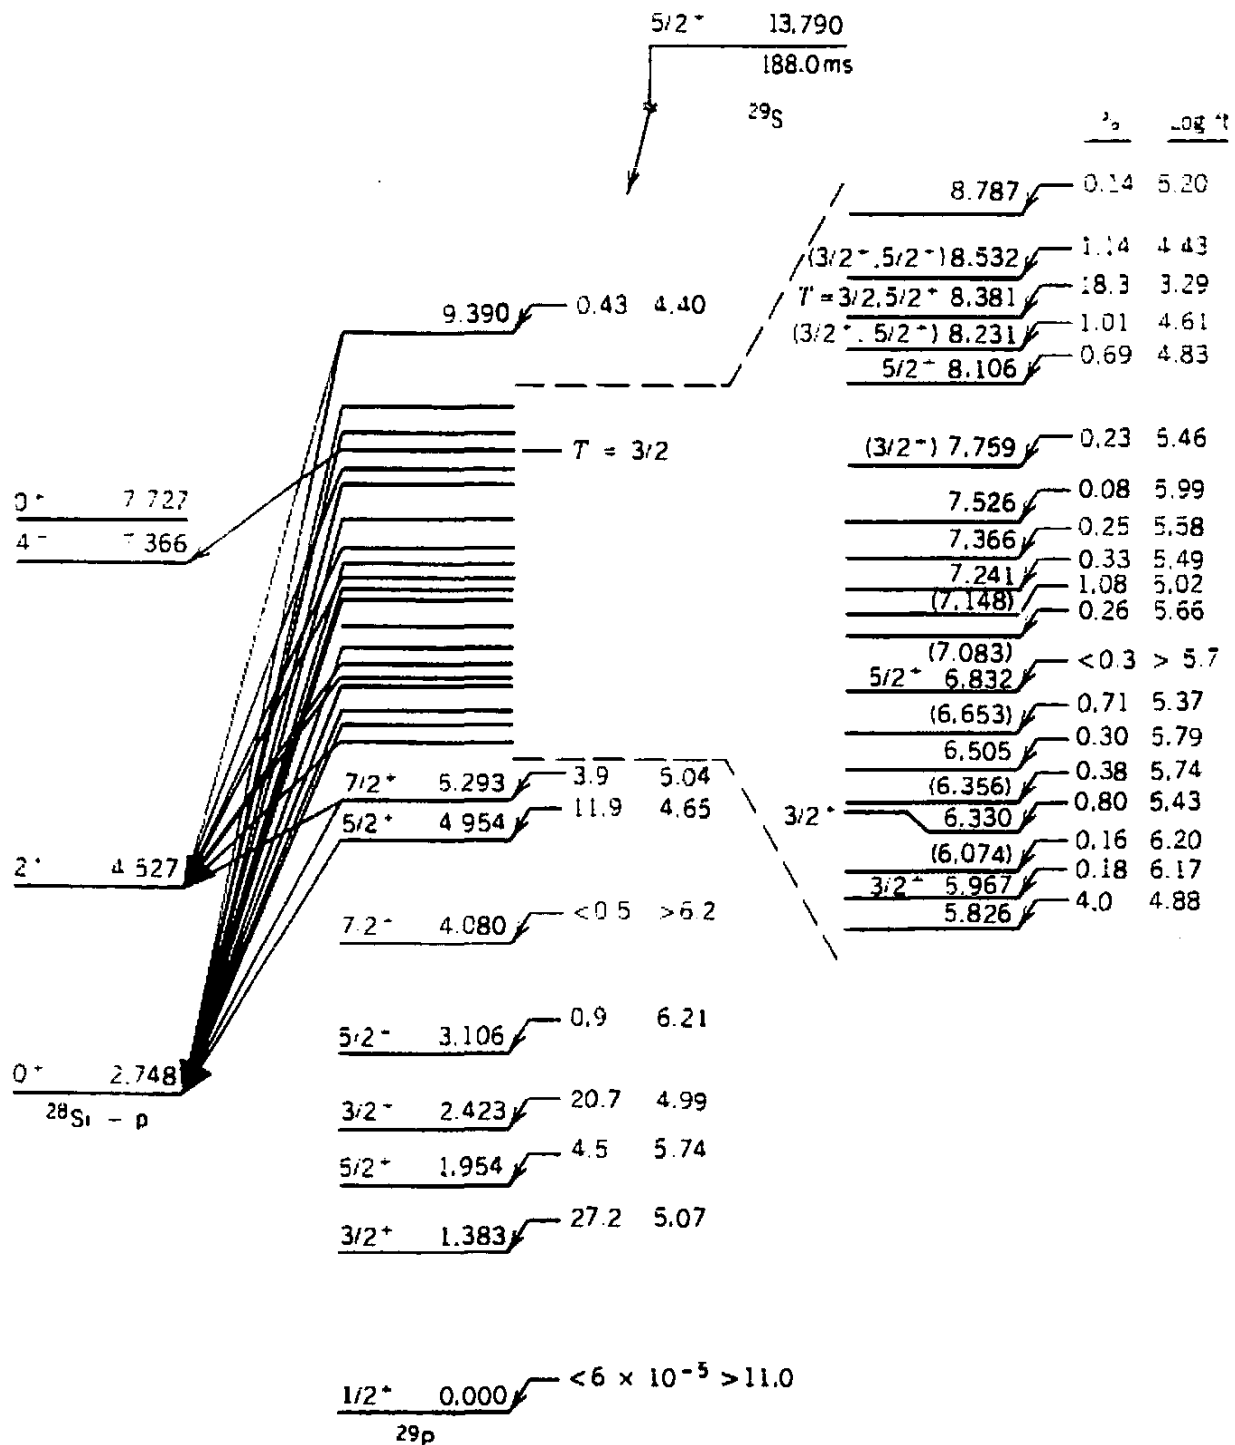 5/2+ 13.790
188.0 ms
29S
Log
8.787 0.14 5.20
(3/2+,5/2+) 8.532 1.14 4.43
T = 3/2, 5/2+ 8.381 18.3 3.29
(3/2+, 5/2+) 8.231 1.01 4.61
5/2+ 8.106 0.69 4.83
(3/2+) 7.759 0.23 5.46
7.526 0.08 5.99
7.366 0.25 5.58
7.241 0.33 5.49
(7.148) 1.08 5.02
(7.083) 0.26 5.66
5/2+ 6.832 <0.3 > 5.7
(6.653) 0.71 5.37
6.505 0.30 5.79
(6.356) 0.38 5.74
3/2+ 6.330 0.80 5.43
(6.074) 0.16 6.20
3/2+ 5.967 0.18 6.17
5.826 4.0 4.88
9.390 0.43 4.40
T = 3/2
0+ 7.727
4- 7.366
7/2+ 5.293 3.9 5.04
5/2+ 4.954 11.9 4.65
2+ 4.527
7/2+ 4.080 <0.5 >6.2
5/2+ 3.106 0.9 6.21
0+ 2.748
28Si - p
3/2+ 2.423 20.7 4.99
5/2+ 1.954 4.5 5.74
3/2+ 1.383 27.2 5.07
1/2+ 0.000 <6 × 10-5 >11.0
29p